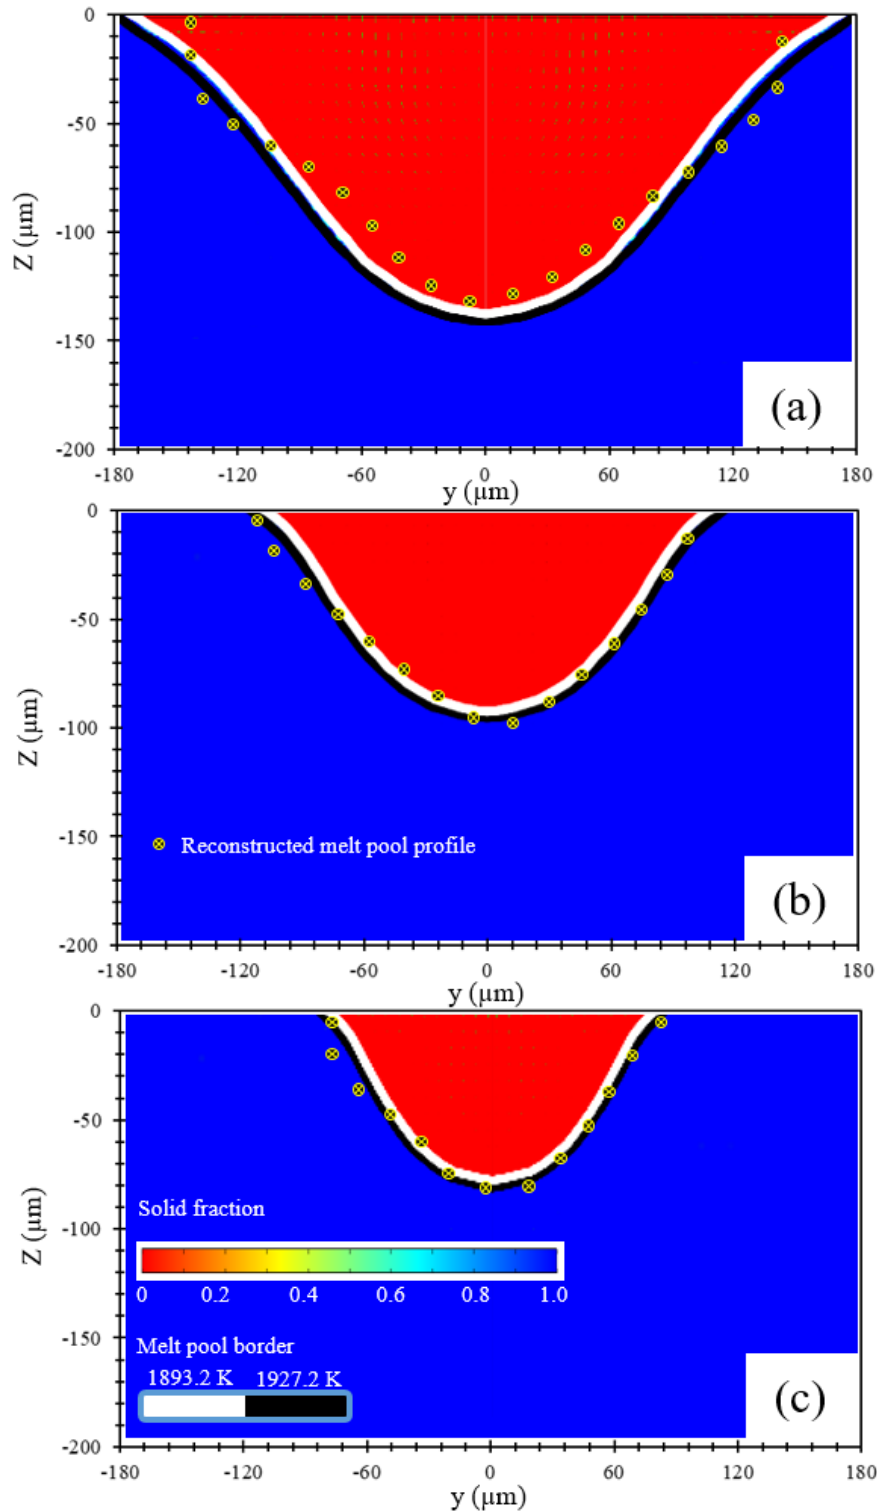 0
-50
Z (μm)
-100
-150
(a)
-200
-180 -120 -60 0 60 120 180
y (μm)
0
-50
Z (μm)
-100
-150
Reconstructed melt pool profile
(b)
-200
-180 -120 -60 0 60 120 180
y (μm)
0
-50
Z (μm)
-100
Solid fraction
0 0.2 0.4 0.6 0.8 1.0
-150
Melt pool border
1893.2 K 1927.2 K
(c)
-200
-180 -120 -60 0 60 120 180
y (μm)